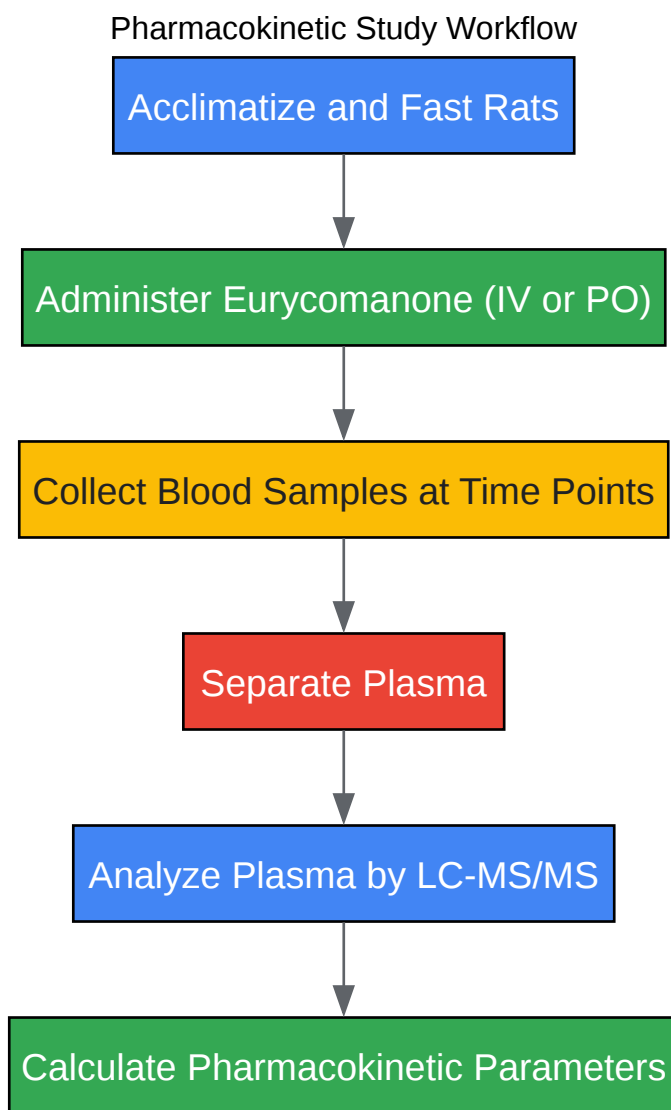 Pharmacokinetic Study Workflow
Acclimatize and Fast Rats
Administer Eurycomanone (IV or PO)
Collect Blood Samples at Time Points
Separate Plasma
Analyze Plasma by LC-MS/MS
Calculate Pharmacokinetic Parameters